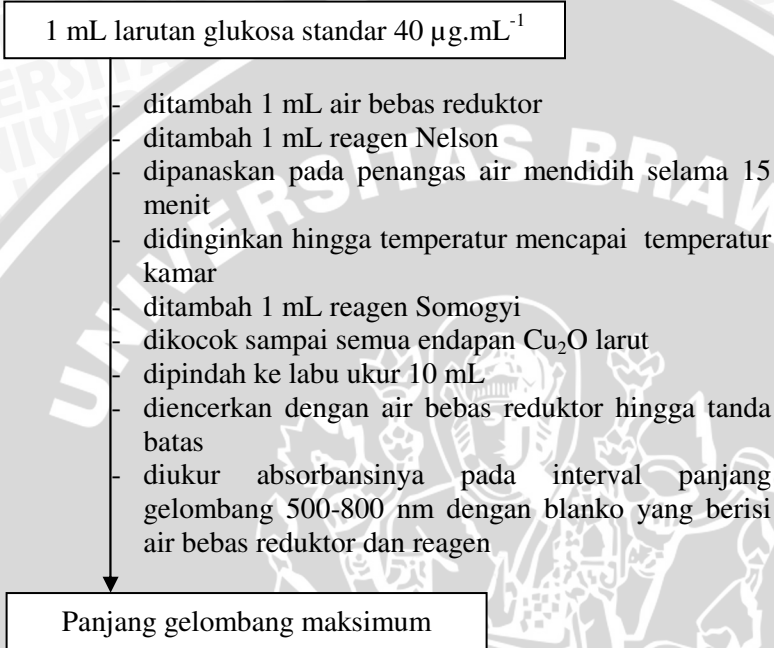 1 mL larutan glukosa standar 40 µg.mL⁻¹
- ditambah 1 mL air bebas reduktor
- ditambah 1 mL reagen Nelson
- dipanaskan pada penangas air mendidih selama 15
menit
- didinginkan hingga temperatur mencapai temperatur
kamar
- ditambah 1 mL reagen Somogyi
- dikocok sampai semua endapan Cu₂O larut
- dipindah ke labu ukur 10 mL
- diencerkan dengan air bebas reduktor hingga tanda
batas
- diukur absorbansinya pada interval panjang
gelombang 500-800 nm dengan blanko yang berisi
air bebas reduktor dan reagen
Panjang gelombang maksimum